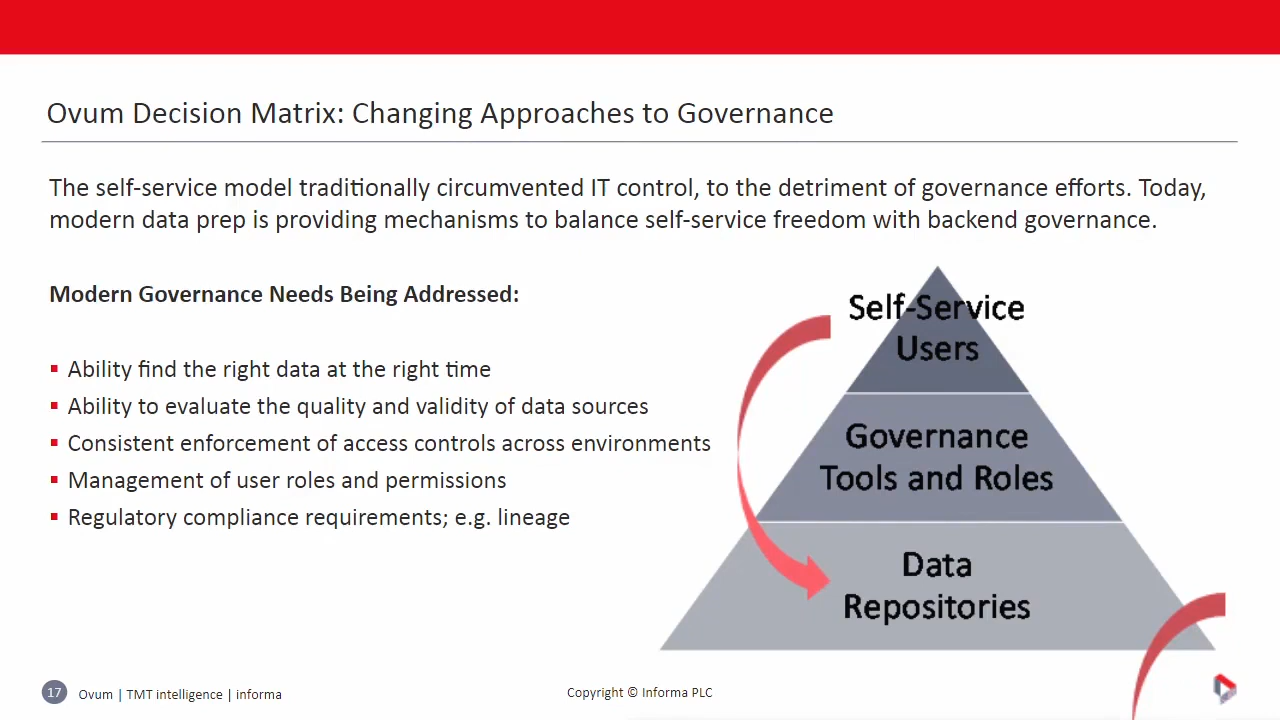 Ovum Decision Matrix: Changing Approaches to Governance
The self-service model traditionally circumvented IT control, to the detriment of governance efforts. Today,
modern data prep is providing mechanisms to balance self-service freedom with backend governance.
Modern Governance Needs Being Addressed:
▪ Ability find the right data at the right time
▪ Ability to evaluate the quality and validity of data sources
▪ Consistent enforcement of access controls across environments
▪ Management of user roles and permissions
▪ Regulatory compliance requirements; e.g. lineage
Self-Service
Users
Governance
Tools and Roles
Data
Repositories
17 Ovum | TMT intelligence | informa
Copyright © Informa PLC